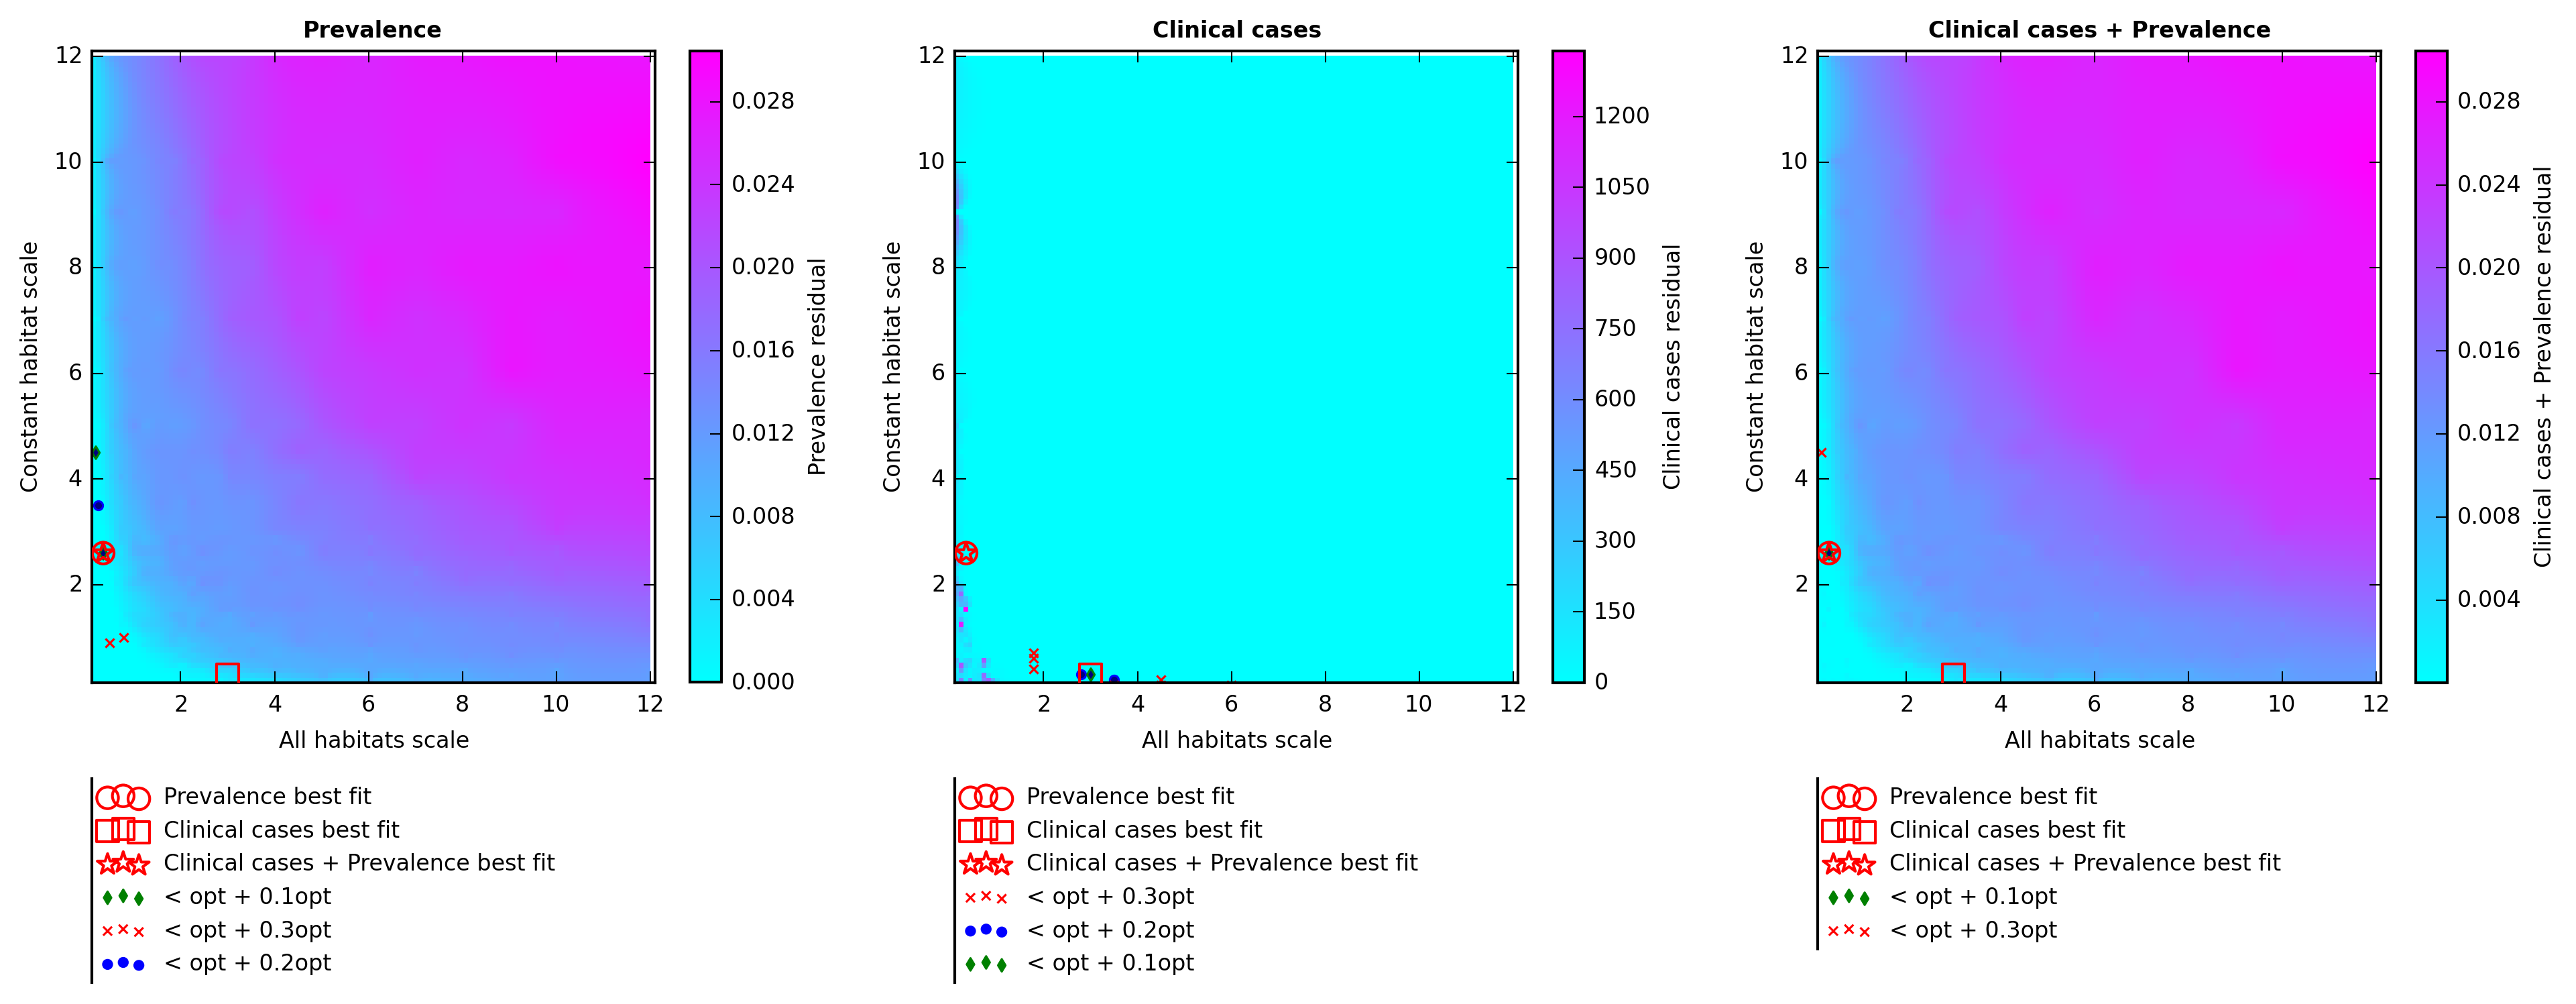 Prevalence
12
10
8
6
4
2
Constant habitat scale
2 4 6 8 10 12
All habitats scale
0.028
0.024
0.020
0.016
0.012
0.008
0.004
0.000
Prevalence residual
Prevalence best fit
Clinical cases best fit
Clinical cases + Prevalence best fit
< opt + 0.1opt
< opt + 0.3opt
< opt + 0.2opt
Clinical cases
12
10
8
6
4
2
Constant habitat scale
2 4 6 8 10 12
All habitats scale
1200
1050
900
750
600
450
300
150
0
Clinical cases residual
Prevalence best fit
Clinical cases best fit
Clinical cases + Prevalence best fit
< opt + 0.3opt
< opt + 0.2opt
< opt + 0.1opt
Clinical cases + Prevalence
12
10
8
6
4
2
Constant habitat scale
2 4 6 8 10 12
All habitats scale
0.028
0.024
0.020
0.016
0.012
0.008
0.004
Clinical cases + Prevalence residual
Prevalence best fit
Clinical cases best fit
Clinical cases + Prevalence best fit
< opt + 0.1opt
< opt + 0.3opt